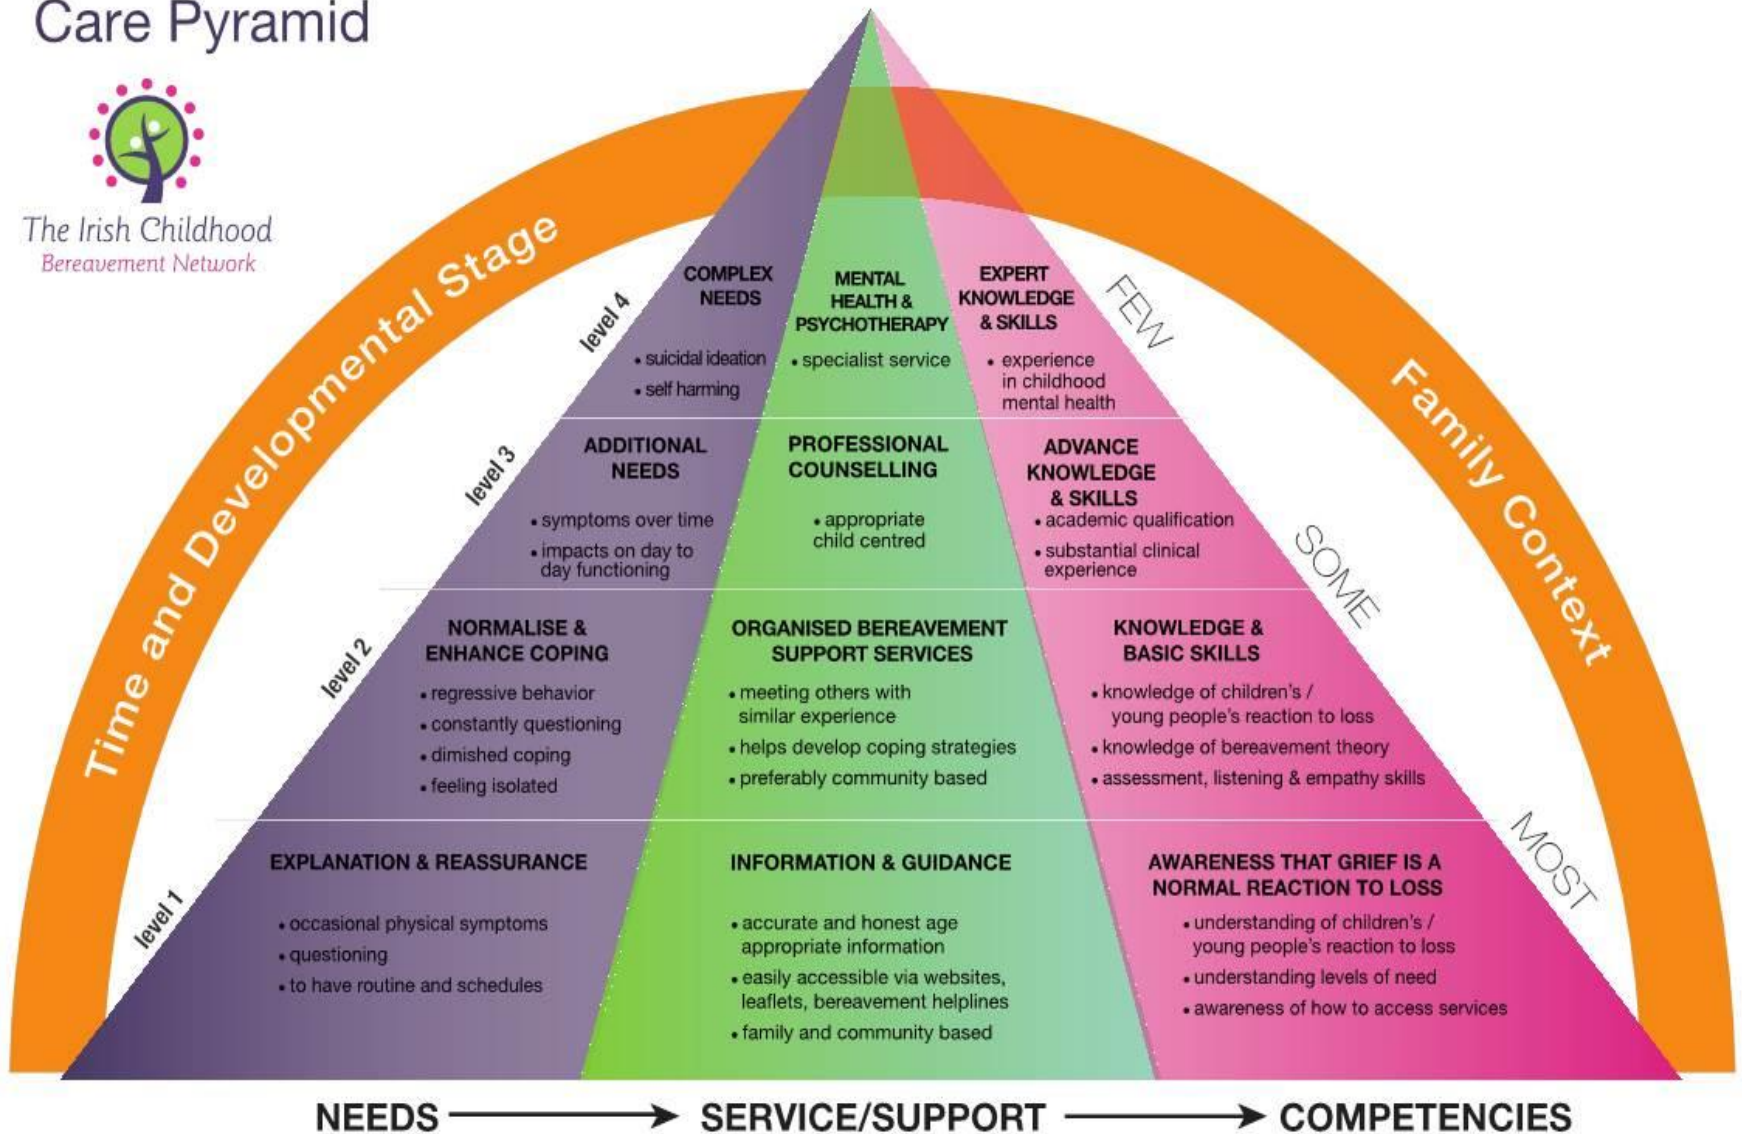 Care Pyramid
The Irish Childhood
Bereavement Network
Time and Developmental Stage
Family Context
level 4
COMPLEX
NEEDS
• suicidal ideation
• self harming
MENTAL
HEALTH &
PSYCHOTHERAPY
• specialist service
EXPERT
KNOWLEDGE
& SKILLS
• experience
in childhood
mental health
FEW
level 3
ADDITIONAL
NEEDS
• symptoms over time
• impacts on day to
day functioning
PROFESSIONAL
COUNSELLING
• appropriate
child centred
ADVANCE
KNOWLEDGE
& SKILLS
• academic qualification
• substantial clinical
experience
SOME
level 2
NORMALISE &
ENHANCE COPING
• regressive behavior
• constantly questioning
• dimished coping
• feeling isolated
ORGANISED BEREAVEMENT
SUPPORT SERVICES
• meeting others with
similar experience
• helps develop coping strategies
• preferably community based
KNOWLEDGE &
BASIC SKILLS
• knowledge of children's /
young people's reaction to loss
• knowledge of bereavement theory
• assessment, listening & empathy skills
MOST
level 1
EXPLANATION & REASSURANCE
• occasional physical symptoms
• questioning
• to have routine and schedules
INFORMATION & GUIDANCE
• accurate and honest age
appropriate information
• easily accessible via websites,
leaflets, bereavement helplines
• family and community based
AWARENESS THAT GRIEF IS A
NORMAL REACTION TO LOSS
• understanding of children's /
young people's reaction to loss
• understanding levels of need
• awareness of how to access services
NEEDS → SERVICE/SUPPORT → COMPETENCIES